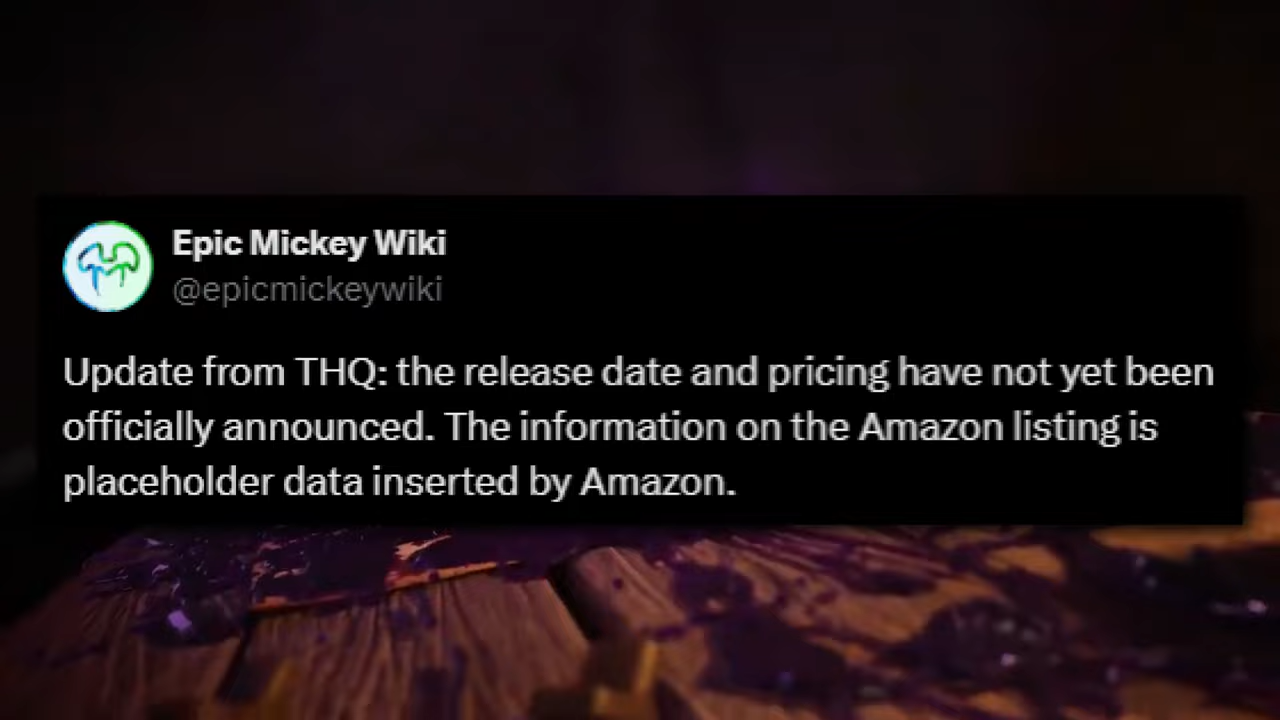 Epic Mickey Wiki
@epicmickeywiki
Update from THQ: the release date and pricing have not yet been
officially announced. The information on the Amazon listing is
placeholder data inserted by Amazon.